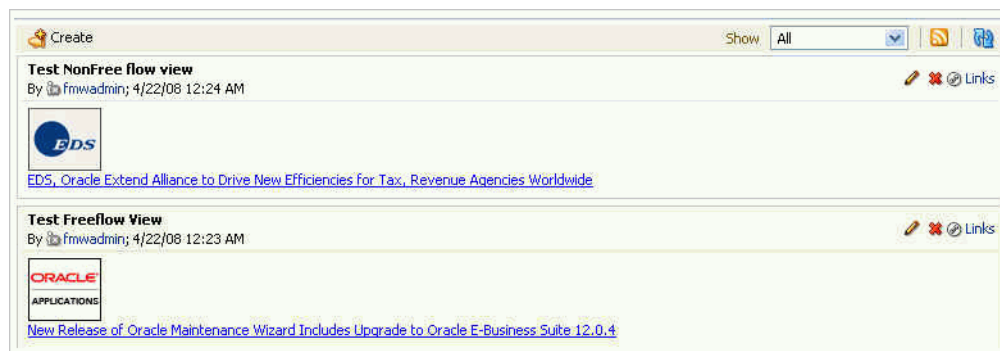 Create Show All
Test NonFree flow view
By fmwadmin; 4/22/08 12:24 AM Links
EDS
EDS, Oracle Extend Alliance to Drive New Efficiencies for Tax, Revenue Agencies Worldwide
Test Freeflow View
By fmwadmin; 4/22/08 12:23 AM Links
ORACLE
APPLICATIONS
New Release of Oracle Maintenance Wizard Includes Upgrade to Oracle E-Business Suite 12.0.4